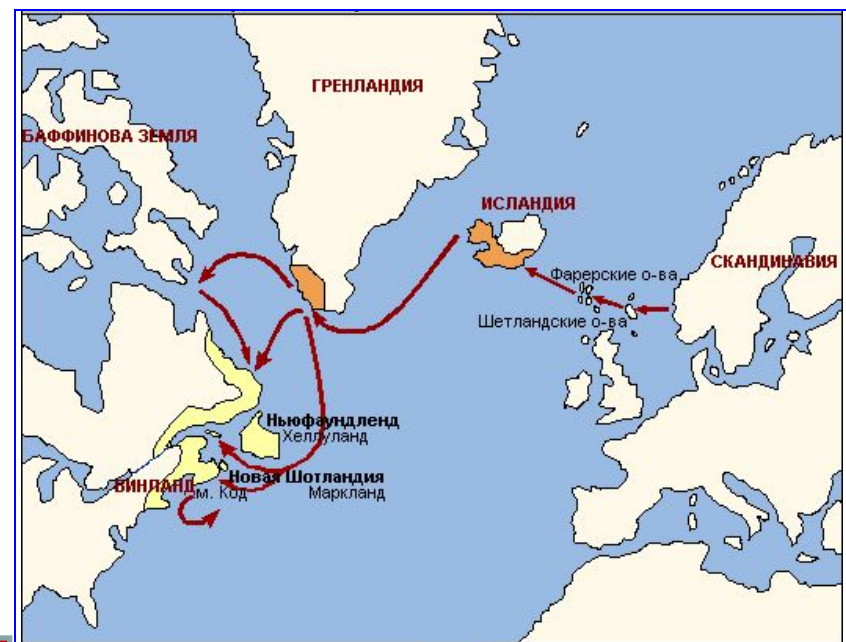 ГРЕНЛАНДИЯ
БАФФИНОВА ЗЕМЛЯ
ИСЛАНДИЯ
СКАНДИНАВИЯ
Фарерские о-ва
Шетландские о-ва
Ньюфаундленд
Хеллуланд
Новая Шотландия
ВИНЛАНД
м. Код
Маркланд